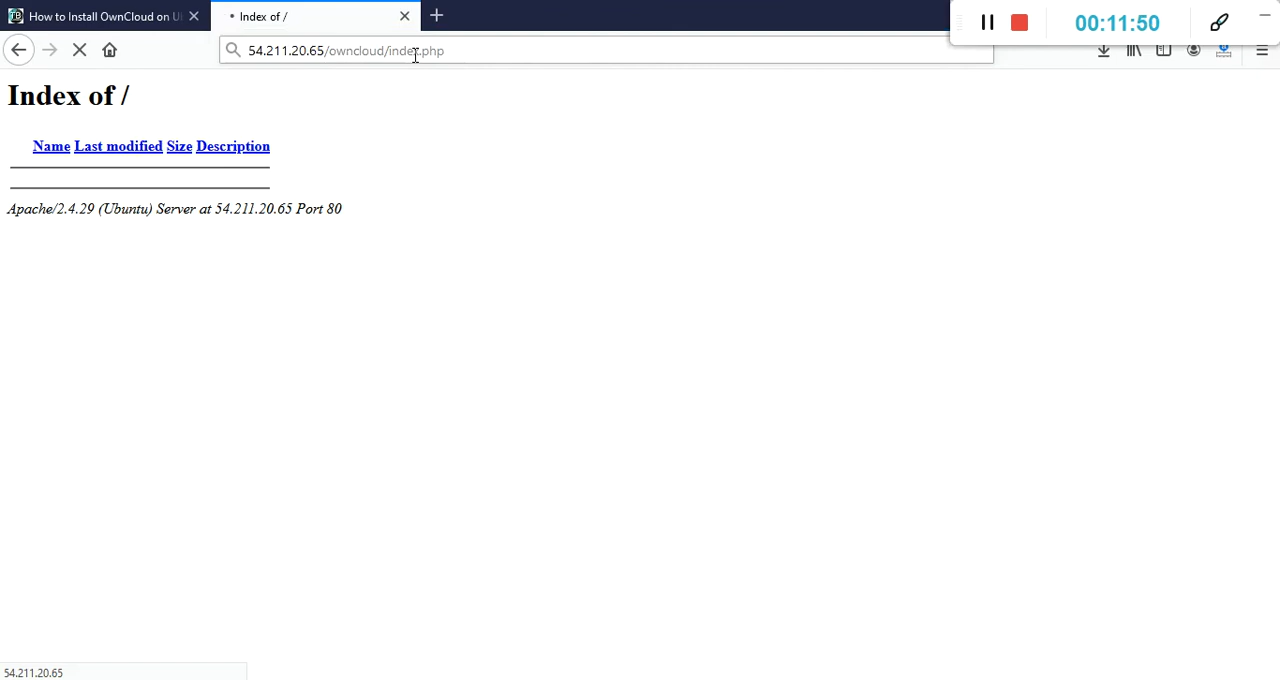 How to Install OwnCloud on U
Index of /
00:11:50
54.211.20.65/owncloud/index.php
Index of /
Name Last modified Size Description
Apache/2.4.29 (Ubuntu) Server at 54.211.20.65 Port 80
54.211.20.65